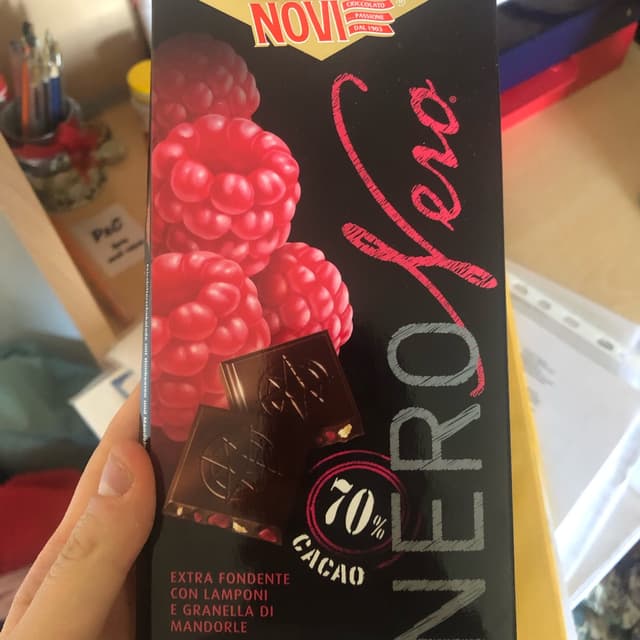 NOVI
CIOCCOLATO
PASSIONE
DAL 1903
Nero
NERO
70%
CACAO
EXTRA FONDENTE
CON LAMPONI
E GRANELLA DI
MANDORLE
P&C